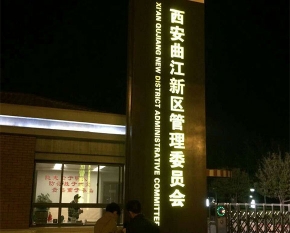 西安曲江新区管理委员会
XI'AN QUJIANG NEW DISTRICT ADMINISTRATIVE COMMITTEE